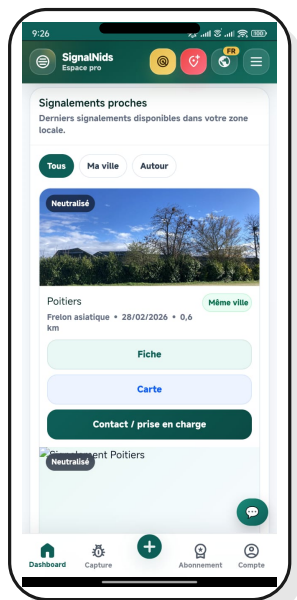 9:26
SignalNids
Espace pro
FR
Signalements proches
Derniers signalements disponibles dans votre zone
locale.
Tous
Ma ville
Autour
Neutralisé
Poitiers
Même ville
Frelon asiatique • 28/02/2026 • 0,6
km
Fiche
Carte
Contact / prise en charge
Neutralisé
Poitiers
Dashboard
Capture
Abonnement
Compte